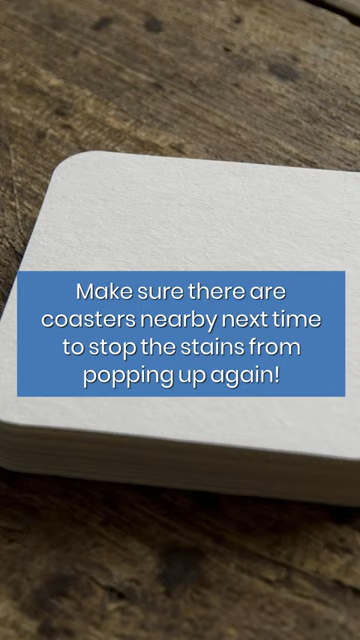 Make sure there are
coasters nearby next time
to stop the stains from
popping up again!